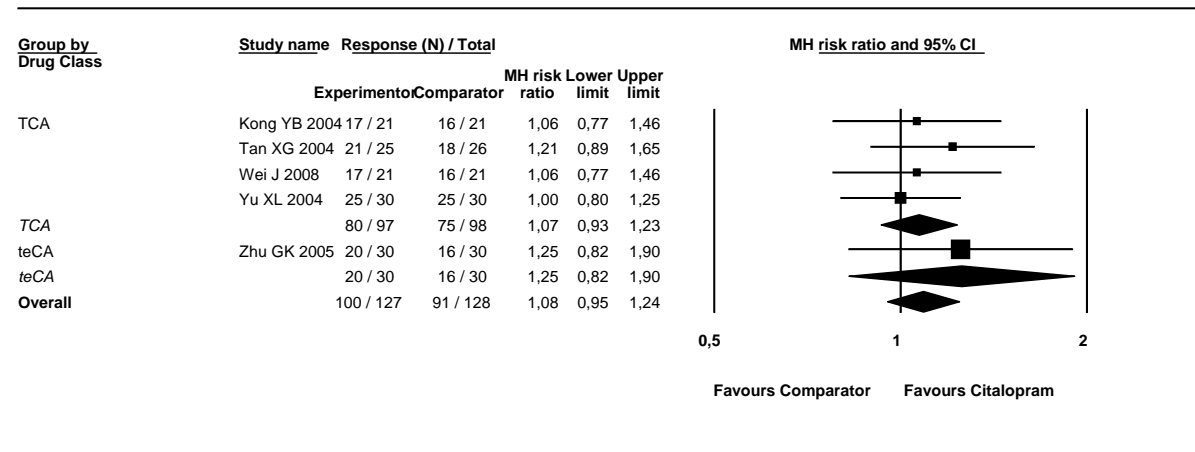 Group by Study name Response (N) / Total MH risk ratio and 95% CI
Drug Class
MH risk Lower Upper
Experimentor Comparator ratio limit limit
TCA Kong YB 2004 17 / 21 16 / 21 1,06 0,77 1,46
Tan XG 2004 21 / 25 18 / 26 1,21 0,89 1,65
Wei J 2008 17 / 21 16 / 21 1,06 0,77 1,46
Yu XL 2004 25 / 30 25 / 30 1,00 0,80 1,25
TCA 80 / 97 75 / 98 1,07 0,93 1,23
teCA Zhu GK 2005 20 / 30 16 / 30 1,25 0,82 1,90
teCA 20 / 30 16 / 30 1,25 0,82 1,90
Overall 100 / 127 91 / 128 1,08 0,95 1,24
0,5 1 2
Favours Comparator Favours Citalopram